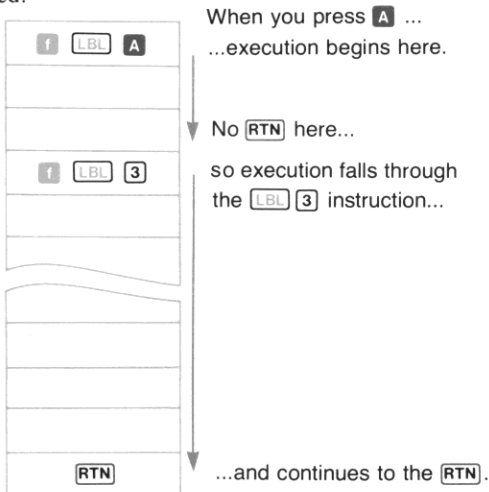 When you press A ...
f LBL A ...execution begins here.
No RTN here...
f LBL 3 so execution falls through
the LBL 3 instruction...
RTN ...and continues to the RTN.